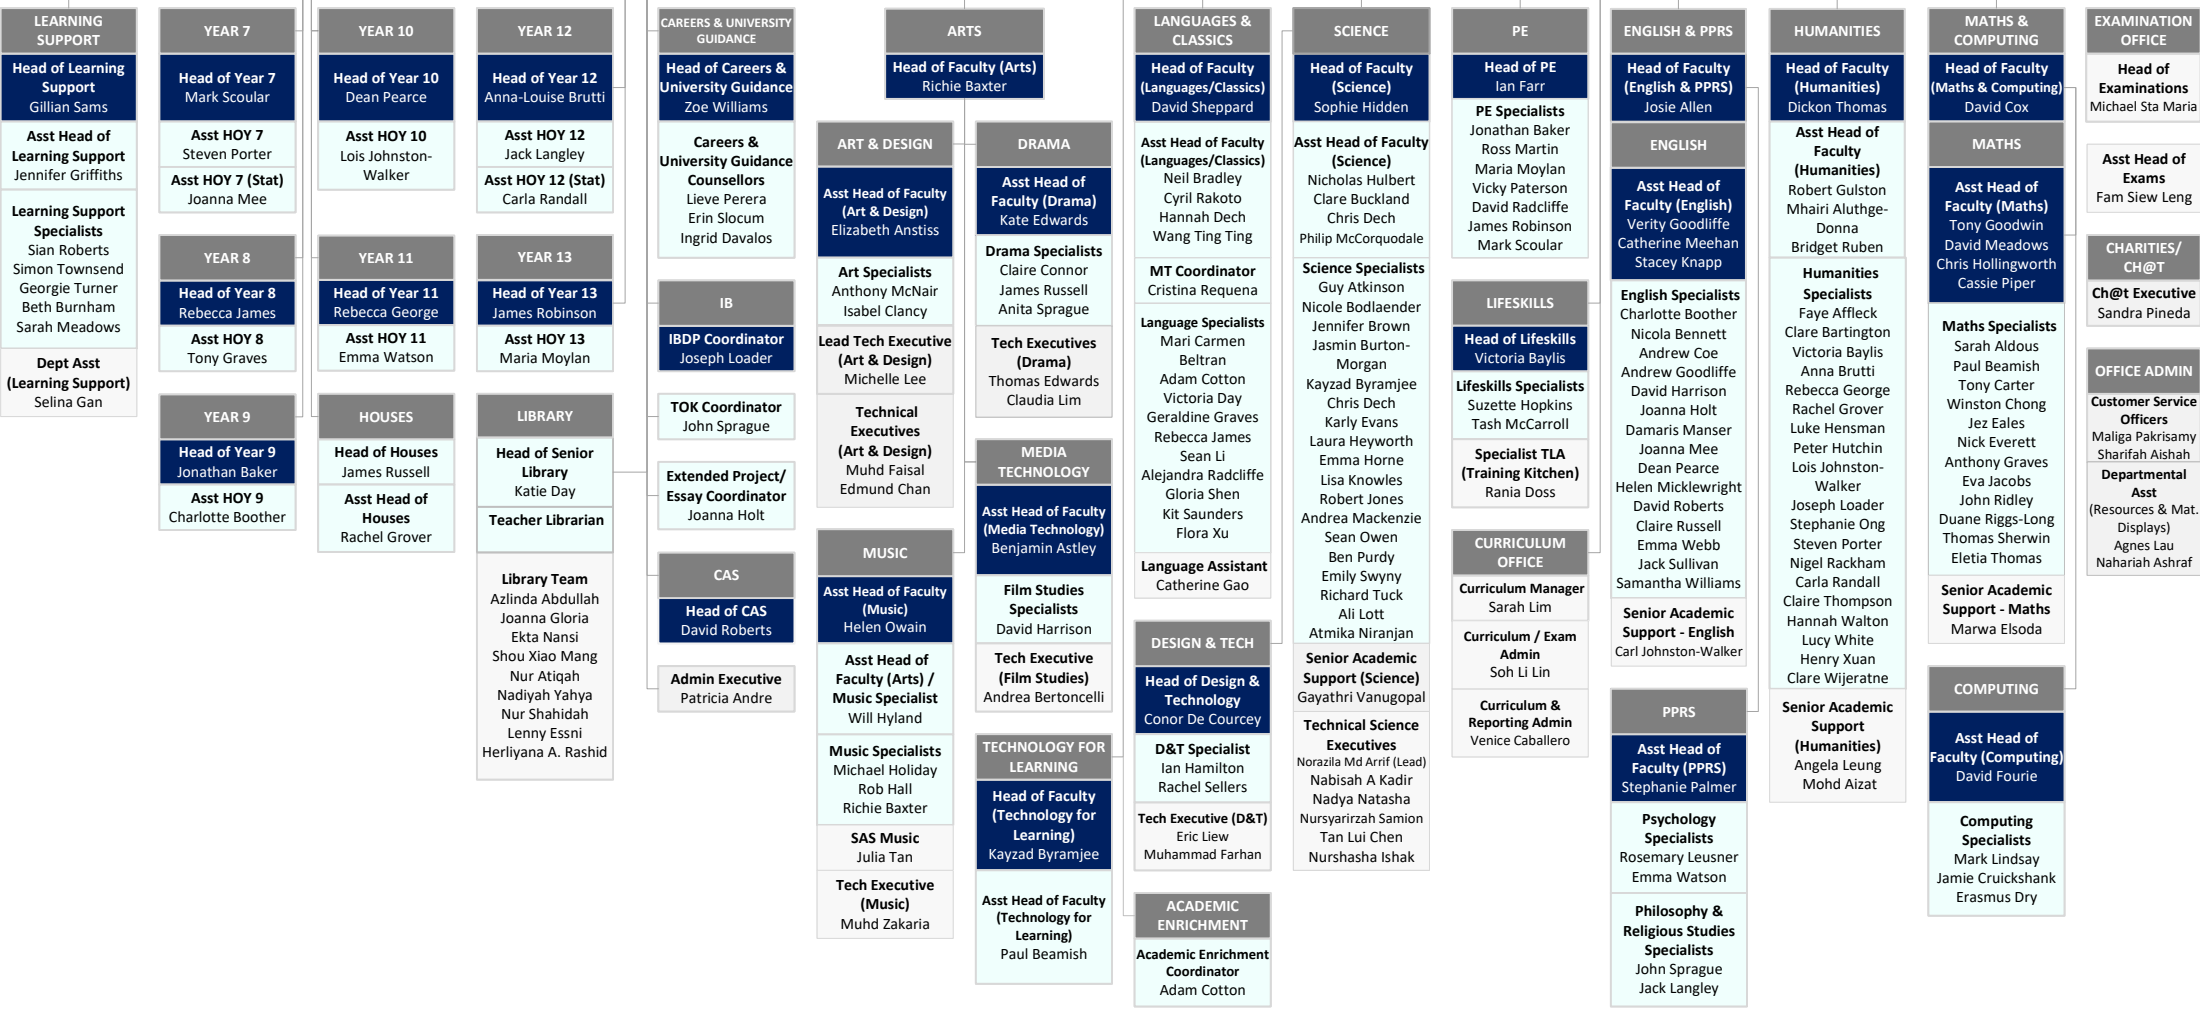 LEARNING
SUPPORT
Head of Learning
Support
Gillian Sams
Asst Head of
Learning Support
Jennifer Griffiths
Learning Support
Specialists
Sian Roberts
Simon Townsend
Georgie Turner
Beth Burnham
Sarah Meadows
Dept Asst
(Learning Support)
Selina Gan
YEAR 7
Head of Year 7
Mark Scoular
Asst HOY 7
Steven Porter
Asst HOY 7 (Stat)
Joanna Mee
YEAR 8
Head of Year 8
Rebecca James
Asst HOY 8
Tony Graves
YEAR 9
Head of Year 9
Jonathan Baker
Asst HOY 9
Charlotte Boother
YEAR 10
Head of Year 10
Dean Pearce
Asst HOY 10
Lois Johnston-
Walker
YEAR 11
Head of Year 11
Rebecca George
Asst HOY 11
Emma Watson
HOUSES
Head of Houses
James Russell
Asst Head of
Houses
Rachel Grover
YEAR 12
Head of Year 12
Anna-Louise Brutti
Asst HOY 12
Jack Langley
Asst HOY 12 (Stat)
Carla Randall
YEAR 13
Head of Year 13
James Robinson
Asst HOY 13
Maria Moylan
LIBRARY
Head of Senior
Library
Katie Day
Teacher Librarian
Library Team
Azlinda Abdullah
Joanna Gloria
Ekta Nansi
Shou Xiao Mang
Nur Atiqah
Nadiyah Yahya
Nur Shahidah
Lenny Essni
Herliyana A. Rashid
CAREERS & UNIVERSITY
GUIDANCE
Head of Careers &
University Guidance
Zoe Williams
Careers &
University Guidance
Counsellors
Lieve Perera
Erin Slocum
Ingrid Davalos
IB
IBDP Coordinator
Joseph Loader
TOK Coordinator
John Sprague
Extended Project/
Essay Coordinator
Joanna Holt
CAS
Head of CAS
David Roberts
Admin Executive
Patricia Andre
ARTS
Head of Faculty (Arts)
Richie Baxter
ART & DESIGN
Asst Head of Faculty
(Art & Design)
Elizabeth Anstiss
Art Specialists
Anthony McNair
Isabel Clancy
Lead Tech Executive
(Art & Design)
Michelle Lee
Technical
Executives
(Art & Design)
Muhd Faisal
Edmund Chan
MUSIC
Asst Head of Faculty
(Music)
Helen Owain
Asst Head of
Faculty (Arts) /
Music Specialist
Will Hyland
Music Specialists
Michael Holiday
Rob Hall
Richie Baxter
SAS Music
Julia Tan
Tech Executive
(Music)
Muhd Zakaria
DRAMA
Asst Head of
Faculty (Drama)
Kate Edwards
Drama Specialists
Claire Connor
James Russell
Anita Sprague
Tech Executives
(Drama)
Thomas Edwards
Claudia Lim
MEDIA
TECHNOLOGY
Asst Head of Faculty
(Media Technology)
Benjamin Astley
Film Studies
Specialists
David Harrison
Tech Executive
(Film Studies)
Andrea Bertoncelli
TECHNOLOGY FOR
LEARNING
Head of Faculty
(Technology for
Learning)
Kayzad Byramjee
Asst Head of Faculty
(Technology for
Learning)
Paul Beamish
LANGUAGES &
CLASSICS
Head of Faculty
(Languages/Classics)
David Sheppard
Asst Head of Faculty
(Languages/Classics)
Neil Bradley
Cyril Rakoto
Hannah Dech
Wang Ting Ting
MT Coordinator
Cristina Requena
Language Specialists
Mari Carmen
Beltran
Adam Cotton
Victoria Day
Geraldine Graves
Rebecca James
Sean Li
Alejandra Radcliffe
Gloria Shen
Kit Saunders
Flora Xu
Language Assistant
Catherine Gao
DESIGN & TECH
Head of Design &
Technology
Conor De Courcey
D&T Specialist
Ian Hamilton
Rachel Sellers
Tech Executive (D&T)
Eric Liew
Muhammad Farhan
ACADEMIC
ENRICHMENT
Academic Enrichment
Coordinator
Adam Cotton
SCIENCE
Head of Faculty
(Science)
Sophie Hidden
Asst Head of Faculty
(Science)
Nicholas Hulbert
Clare Buckland
Chris Dech
Philip McCorquodale
Science Specialists
Guy Atkinson
Nicole Bodlaender
Jennifer Brown
Jasmin Burton-
Morgan
Kayzad Byramjee
Chris Dech
Karly Evans
Laura Heyworth
Emma Horne
Lisa Knowles
Robert Jones
Andrea Mackenzie
Sean Owen
Ben Purdy
Emily Swyny
Richard Tuck
Ali Lott
Atmika Niranjan
Senior Academic
Support (Science)
Gayathri Vanugopal
Technical Science
Executives
Norazila Md Arrif (Lead)
Nabisah A Kadir
Nadya Natasha
Nursyarirzah Samion
Tan Lui Chen
Nurshasha Ishak
PE
Head of PE
Ian Farr
PE Specialists
Jonathan Baker
Ross Martin
Maria Moylan
Vicky Paterson
David Radcliffe
James Robinson
Mark Scoular
LIFESKILLS
Head of Lifeskills
Victoria Baylis
Lifeskills Specialists
Suzette Hopkins
Tash McCarroll
Specialist TLA
(Training Kitchen)
Rania Doss
CURRICULUM
OFFICE
Curriculum Manager
Sarah Lim
Curriculum / Exam
Admin
Soh Li Lin
Curriculum &
Reporting Admin
Venice Caballero
ENGLISH & PPRS
Head of Faculty
(English & PPRS)
Josie Allen
ENGLISH
Asst Head of
Faculty (English)
Verity Goodliffe
Catherine Meehan
Stacey Knapp
English Specialists
Charlotte Boother
Nicola Bennett
Andrew Coe
Andrew Goodliffe
David Harrison
Joanna Holt
Damaris Manser
Joanna Mee
Dean Pearce
Helen Micklewright
David Roberts
Claire Russell
Emma Webb
Jack Sullivan
Samantha Williams
Senior Academic
Support - English
Carl Johnston-Walker
PPRS
Asst Head of
Faculty (PPRS)
Stephanie Palmer
Psychology
Specialists
Rosemary Leusner
Emma Watson
Philosophy &
Religious Studies
Specialists
John Sprague
Jack Langley
HUMANITIES
Head of Faculty
(Humanities)
Dickon Thomas
Asst Head of
Faculty
(Humanities)
Robert Gulston
Mhairi Aluthge-
Donna
Bridget Ruben
Humanities
Specialists
Faye Affleck
Clare Bartington
Victoria Baylis
Anna Brutti
Rebecca George
Rachel Grover
Luke Hensman
Peter Hutchin
Lois Johnston-
Walker
Joseph Loader
Stephanie Ong
Steven Porter
Nigel Rackham
Carla Randall
Claire Thompson
Hannah Walton
Lucy White
Henry Xuan
Clare Wijeratne
Senior Academic
Support
(Humanities)
Angela Leung
Mohd Aizat
MATHS &
COMPUTING
Head of Faculty
(Maths & Computing)
David Cox
MATHS
Asst Head of
Faculty (Maths)
Tony Goodwin
David Meadows
Chris Hollingworth
Cassie Piper
Maths Specialists
Sarah Aldous
Paul Beamish
Tony Carter
Winston Chong
Jez Eales
Nick Everett
Anthony Graves
Eva Jacobs
John Ridley
Duane Riggs-Long
Thomas Sherwin
Eletia Thomas
Senior Academic
Support - Maths
Marwa Elsoda
COMPUTING
Asst Head of
Faculty (Computing)
David Fourie
Computing
Specialists
Mark Lindsay
Jamie Cruickshank
Erasmus Dry
EXAMINATION
OFFICE
Head of
Examinations
Michael Sta Maria
Asst Head of
Exams
Fam Siew Leng
CHARITIES/
CH@T
Ch@t Executive
Sandra Pineda
OFFICE ADMIN
Customer Service
Officers
Maliga Pakrisamy
Sharifah Aishah
Departmental
Asst
(Resources & Mat.
Displays)
Agnes Lau
Nahariah Ashraf